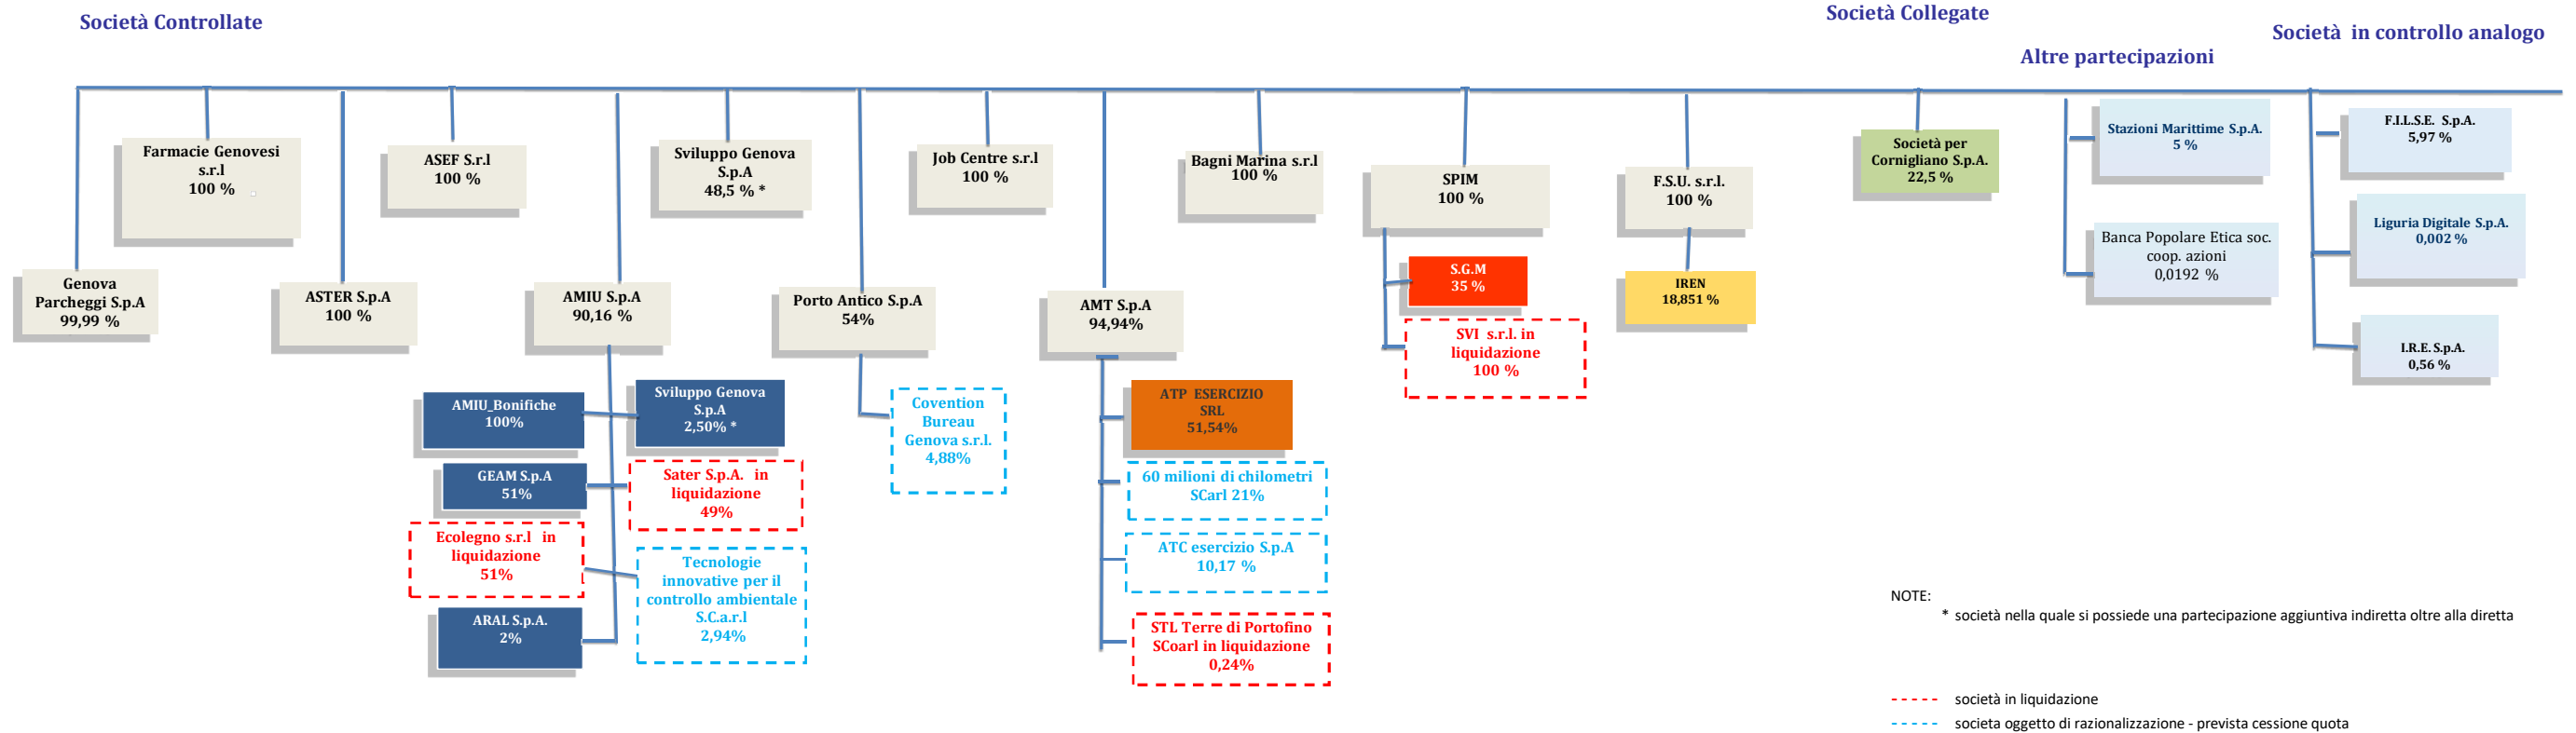 Società Controllate
Società Collegate
Altre partecipazioni
Società  in controllo analogo
Farmacie Genovesi
s.r.l
100 %
ASEF S.r.l
100 %
Sviluppo Genova
S.p.A
48,5 % *
Job Centre s.r.l
100 %
Bagni Marina s.r.l
100 %
SPIM
100 %
F.S.U. s.r.l.
100 %
Società per
Cornigliano S.p.A.
22,5 %
Stazioni Marittime S.p.A.
5 %
F.I.L.S.E.  S.p.A.
5,97 %
Banca Popolare Etica soc.
coop. azioni
0,0192  %
Liguria Digitale S.p.A.
0,002 %
I.R.E. S.p.A.
0,56 %
Genova
Parcheggi S.p.A
99,99 %
ASTER S.p.A
100 %
AMIU S.p.A
90,16 %
Porto Antico S.p.A
54%
AMT S.p.A
94,94%
S.G.M
35 %
SVI  s.r.l. in
liquidazione
100 %
IREN
18,851 %
AMIU_Bonifiche
100%
Sviluppo Genova
S.p.A
2,50% *
GEAM S.p.A
51%
Sater S.p.A.  in
liquidazione
49%
Ecolegno s.r.l  in
liquidazione
51%
Tecnologie
innovative per il
controllo ambientale
S.C.a.r.l
2,94%
ARAL S.p.A.
2%
Covention
Bureau
Genova s.r.l.
4,88%
ATP  ESERCIZIO
SRL
51,54%
60 milioni di chilometri
SCarl 21%
ATC esercizio S.p.A
10,17 %
STL Terre di Portofino
SCoarl in liquidazione
0,24%
NOTE:
* società nella quale si possiede una partecipazione aggiuntiva indiretta oltre alla diretta
società in liquidazione
societa oggetto di razionalizzazione - prevista cessione quota